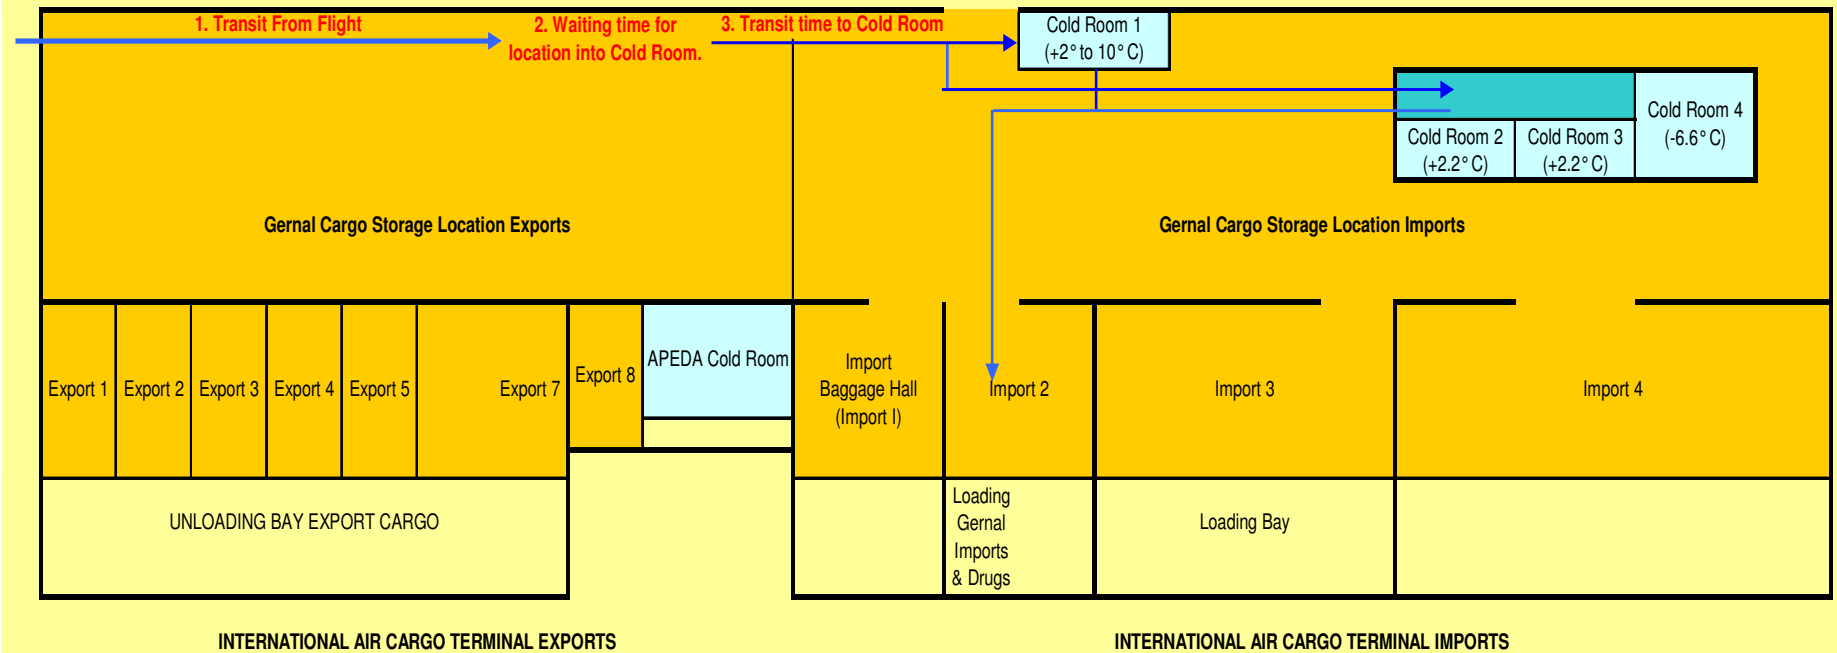 1. Transit From Flight
2. Waiting time for
location into Cold Room.
3. Transit time to Cold Room
Cold Room 1
(+2° to 10° C)
Cold Room 2
(+2.2° C)
Cold Room 3
(+2.2° C)
Cold Room 4
(-6.6° C)
Gernal Cargo Storage Location Exports
Gernal Cargo Storage Location Imports
Export 1
Export 2
Export 3
Export 4
Export 5
Export 7
Export 8
APEDA Cold Room
Import
Baggage Hall
(Import I)
Import 2
Import 3
Import 4
UNLOADING BAY EXPORT CARGO
Loading
Gernal
Imports
& Drugs
Loading Bay
INTERNATIONAL AIR CARGO TERMINAL EXPORTS
INTERNATIONAL AIR CARGO TERMINAL IMPORTS